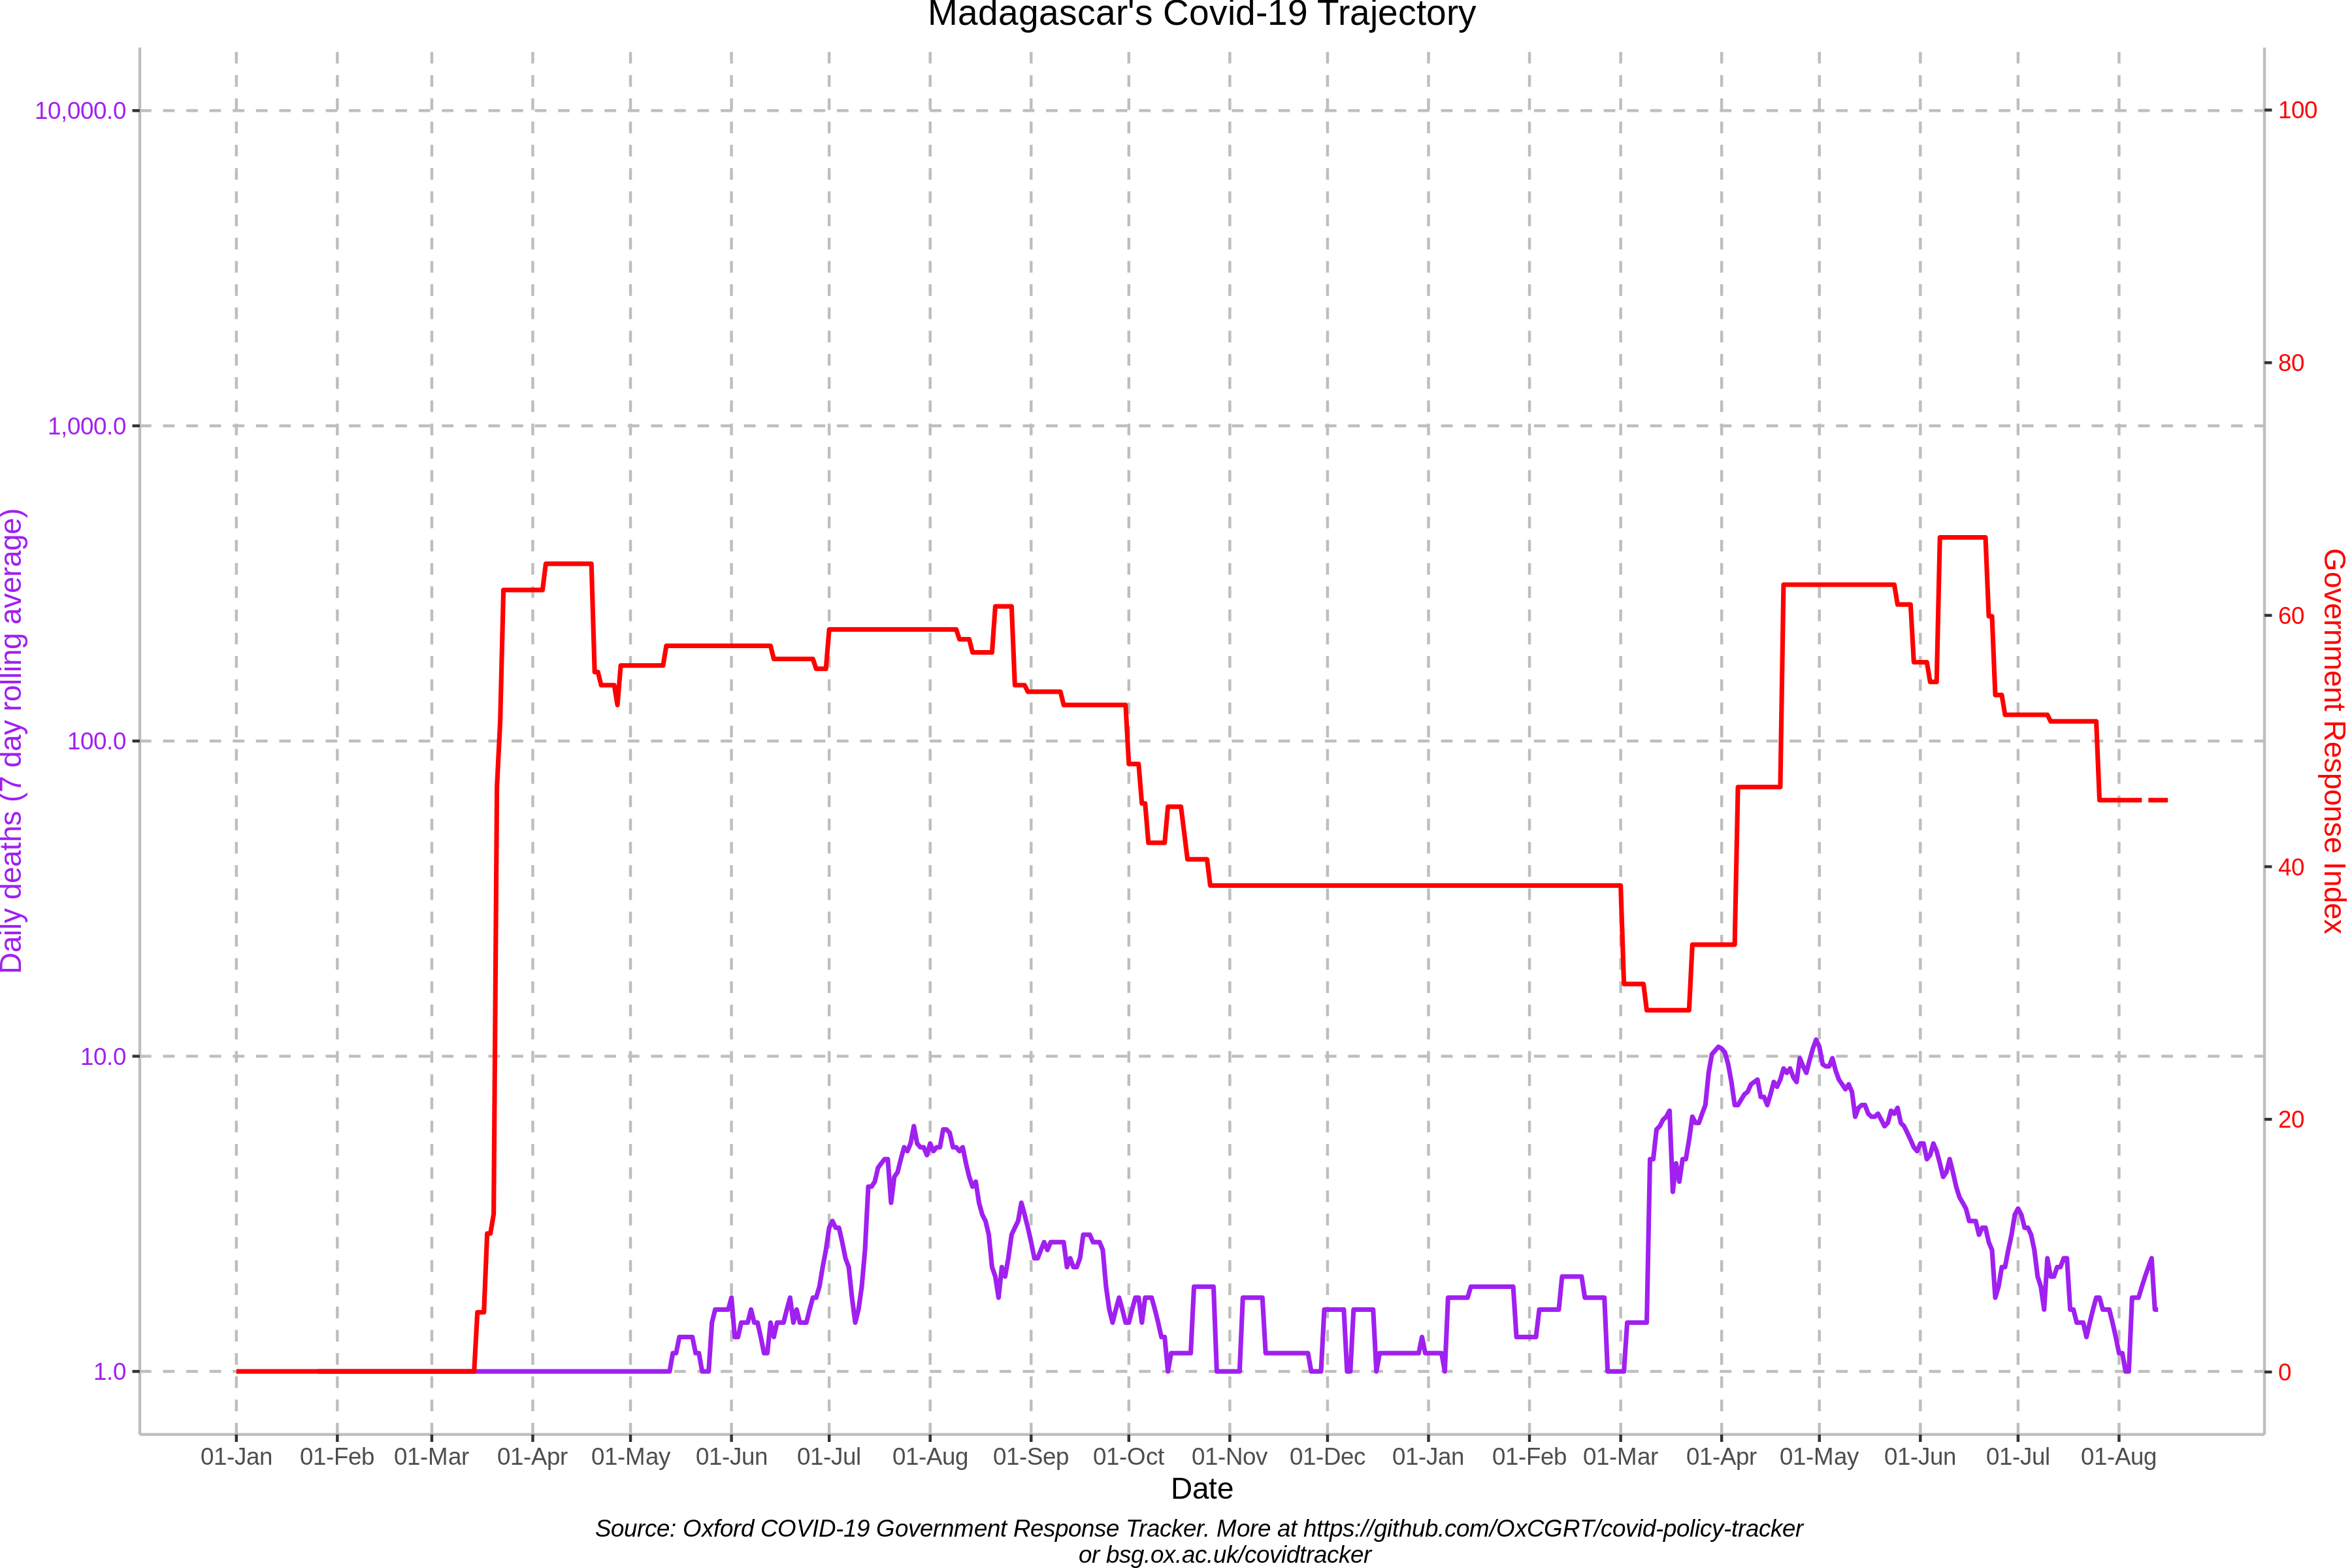 Madagascar's Covid-19 Trajectory
10,000.0
1,000.0
100.0
10.0
1.0
Daily deaths (7 day rolling average)
100
80
60
40
20
0
Government Response Index
01-Jan 01-Feb 01-Mar 01-Apr 01-May 01-Jun 01-Jul 01-Aug 01-Sep 01-Oct 01-Nov 01-Dec 01-Jan 01-Feb 01-Mar 01-Apr 01-May 01-Jun 01-Jul 01-Aug
Date
Source: Oxford COVID-19 Government Response Tracker. More at https://github.com/OxCGRT/covid-policy-tracker
or bsg.ox.ac.uk/covidtracker